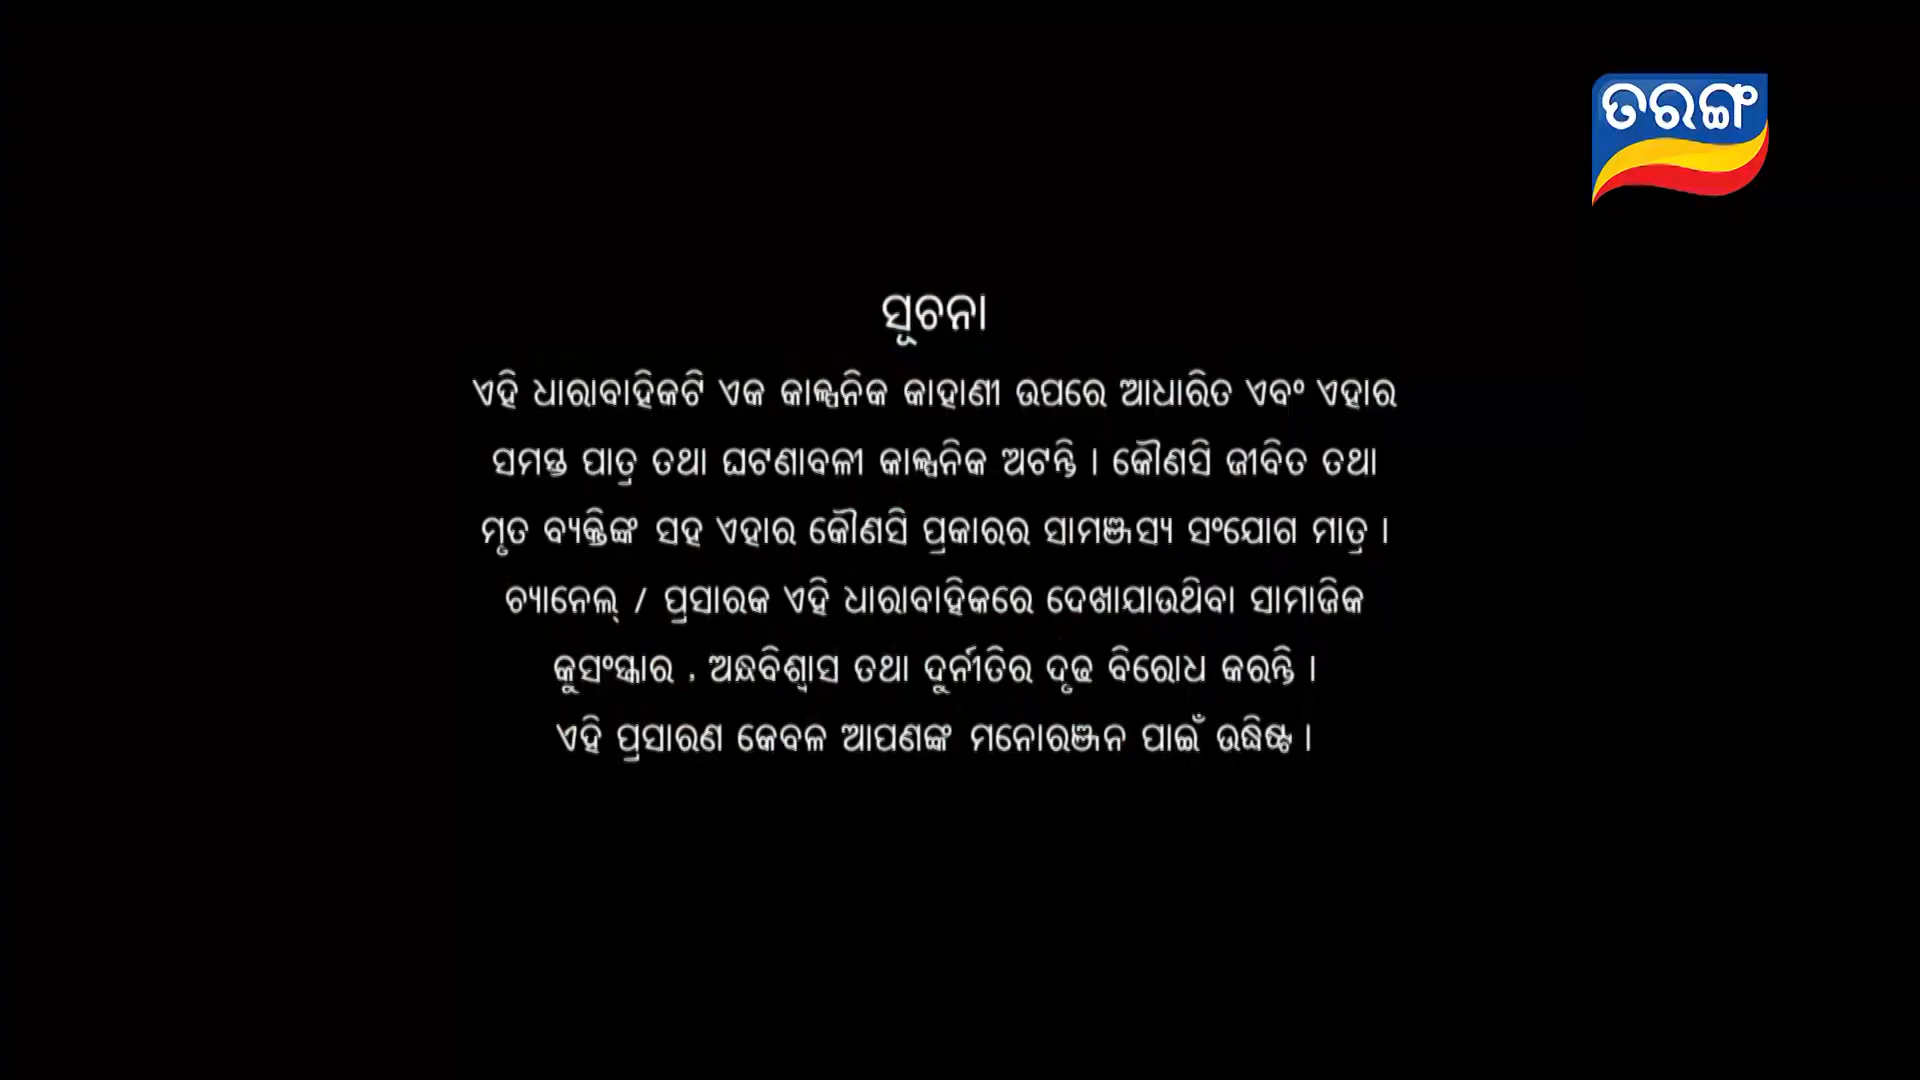 ତରଙ୍ଗ
ସୂଚନା
ଏହି ଧାରାବାହିକଟି ଏକ କାଳ୍ପନିକ କାହାଣୀ ଉପରେ ଆଧାରିତ ଏବଂ ଏହାର
ସମସ୍ତ ପାତ୍ର ତଥା ଘଟଣାବଳୀ କାଳ୍ପନିକ ଅଟନ୍ତି । କୌଣସି ଜୀବିତ ତଥା
ମୃତ ବ୍ୟକ୍ତିଙ୍କ ସହ ଏହାର କୌଣସି ପ୍ରକାରର ସାମଞ୍ଜସ୍ୟ ସଂଯୋଗ ମାତ୍ର ।
ଚ୍ୟାନେଲ୍ / ପ୍ରସାରକ ଏହି ଧାରାବାହିକରେ ଦେଖାଯାଉଥିବା ସାମାଜିକ
କୁସଂସ୍କାର , ଅନ୍ଧବିଶ୍ୱାସ ତଥା ଦୁର୍ନୀତିର ଦୃଢ ବିରୋଧ କରନ୍ତି ।
ଏହି ପ୍ରସାରଣ କେବଳ ଆପଣଙ୍କ ମନୋରଞ୍ଜନ ପାଇଁ ଉଦ୍ଧିଷ୍ଟ ।